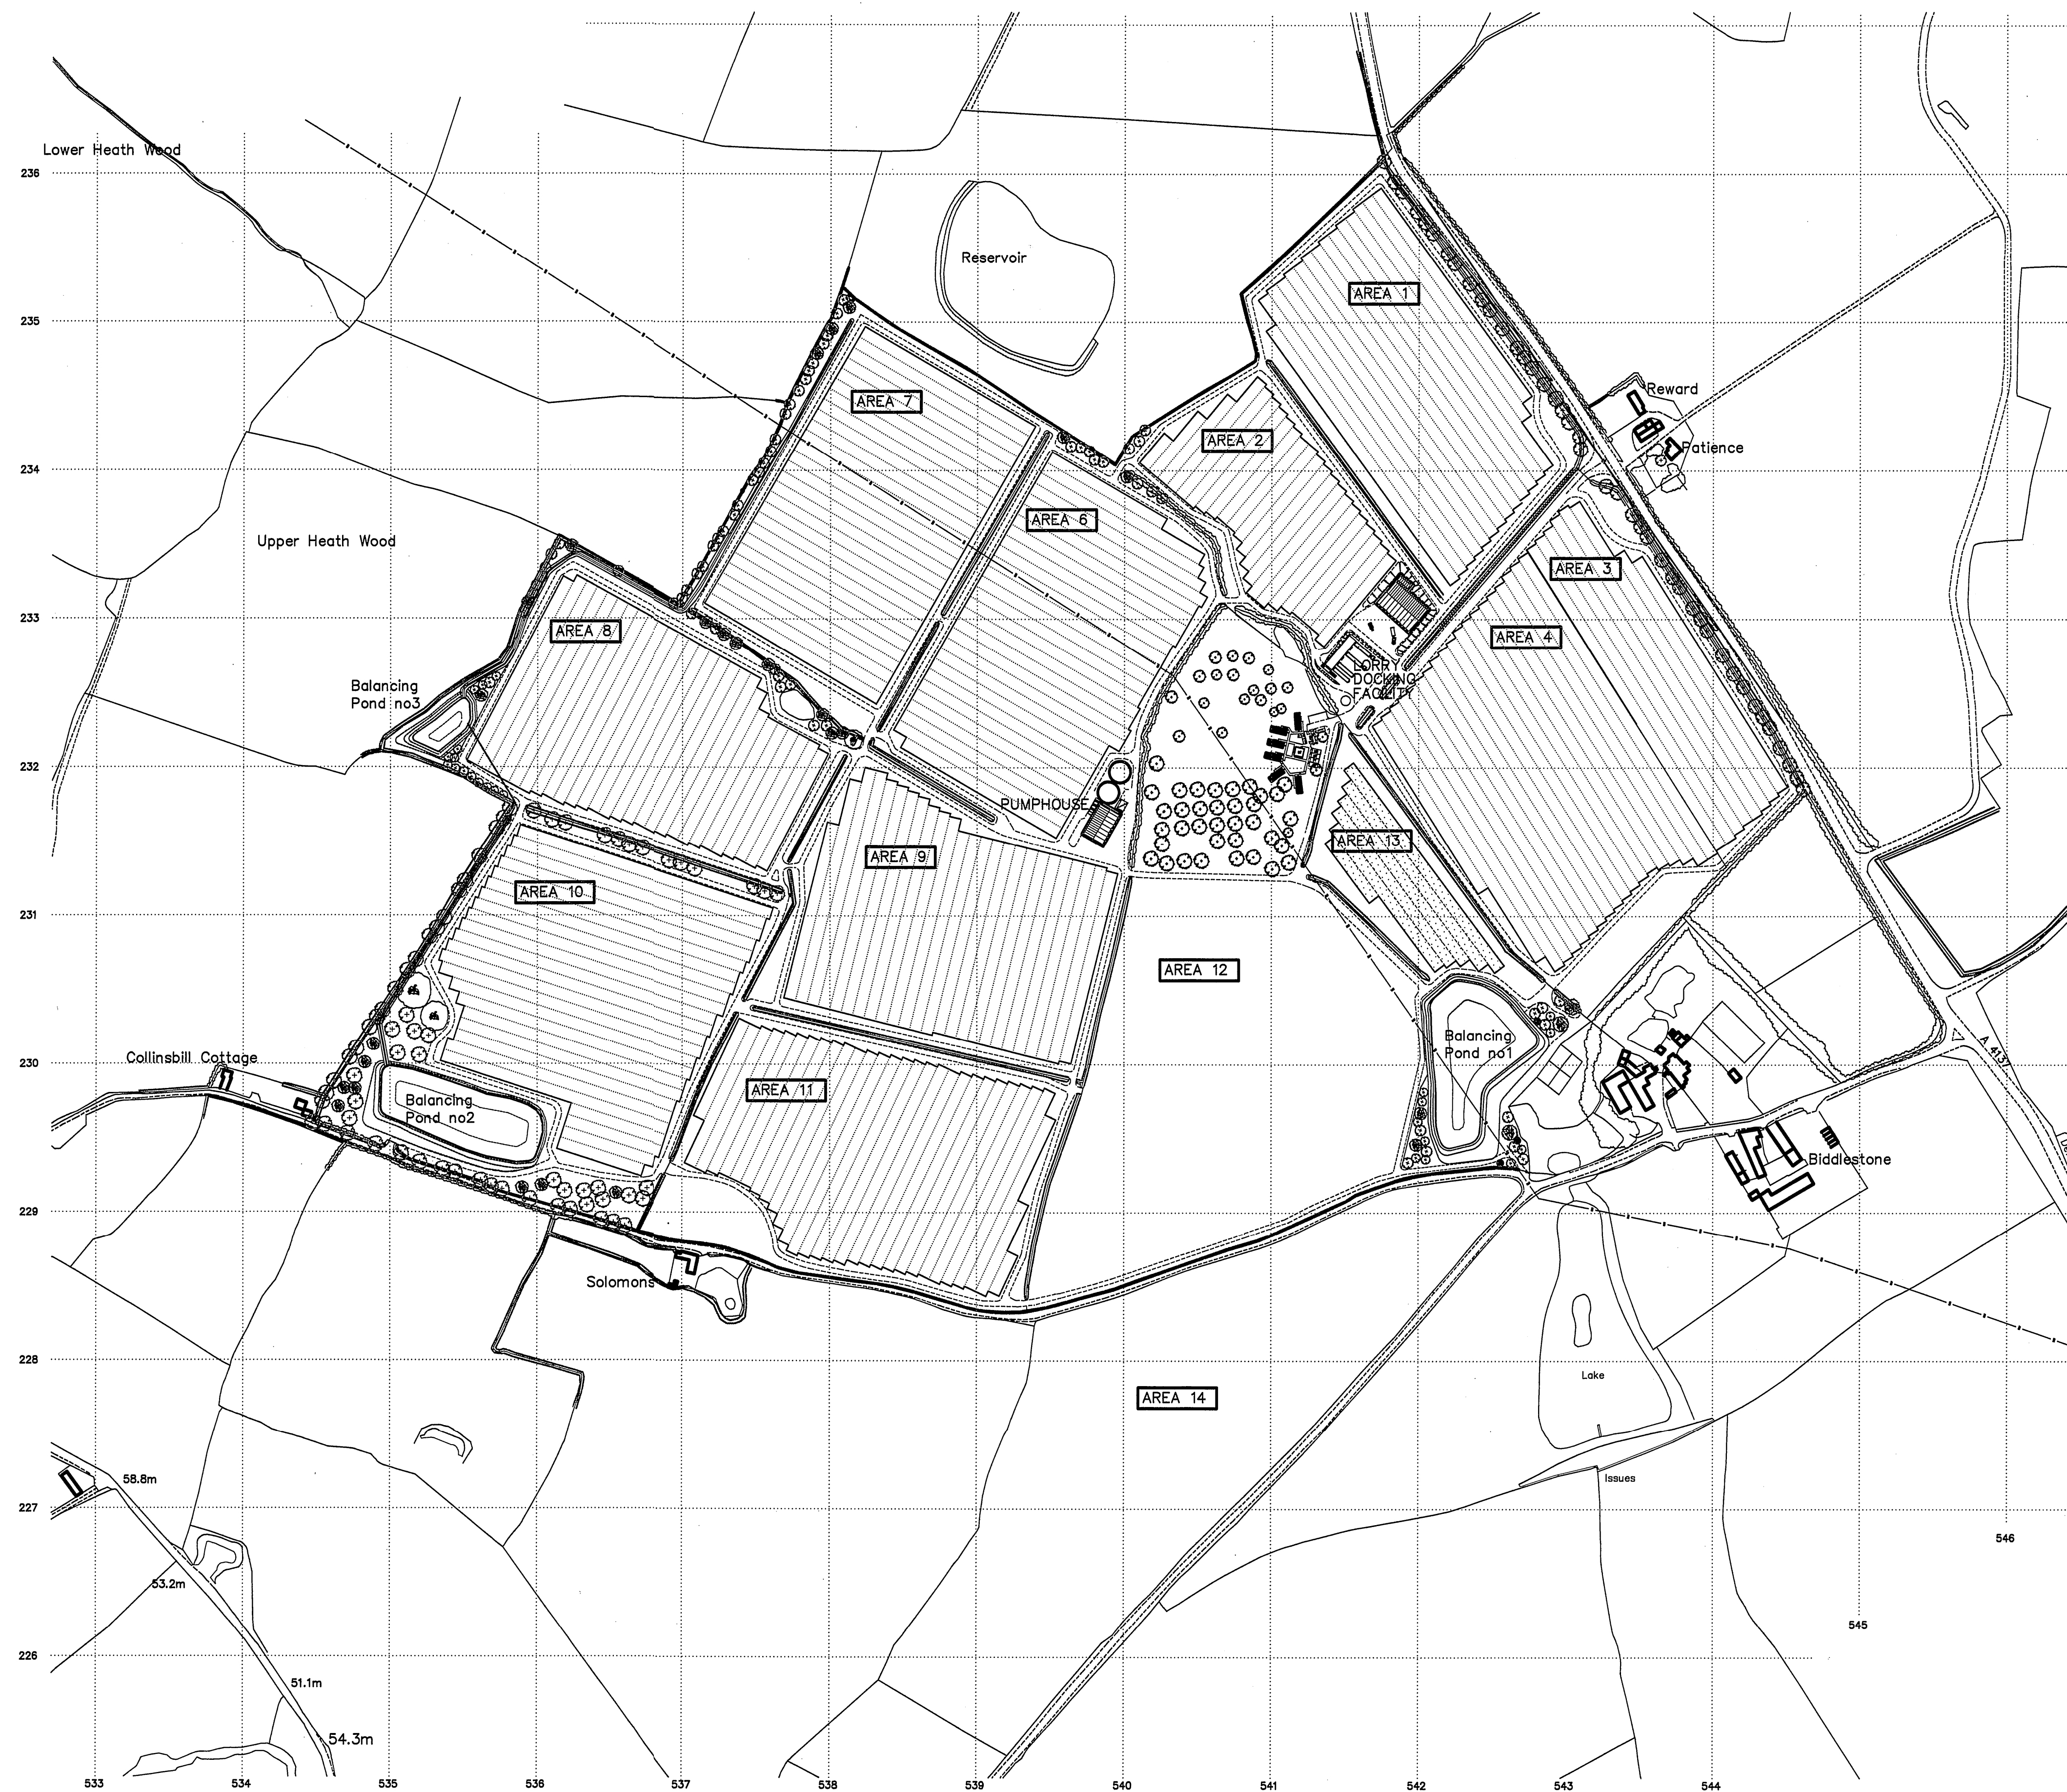 Lower Heath Wood
236
Reservoir
AREA 1
235
Reward
AREA 7
AREA 2
Patience
234
AREA 6
Upper Heath Wood
AREA 3
233
AREA 8
AREA 4
LORRY
DOCKING
FACILITY
Balancing
Pond no3
232
PUMPHOUSE
AREA 13
AREA 9
AREA 10
231
AREA 12
Balancing
Pond no1
A 4137
Collinsbill Cottage
230
AREA 11
Balancing
Pond no2
Biddlestone
229
Solomons
228
Lake
AREA 14
58.8m
Issues
227
546
53.2m
545
226
51.1m
54.3m
533
534
535
536
537
538
539
540
541
542
543
544